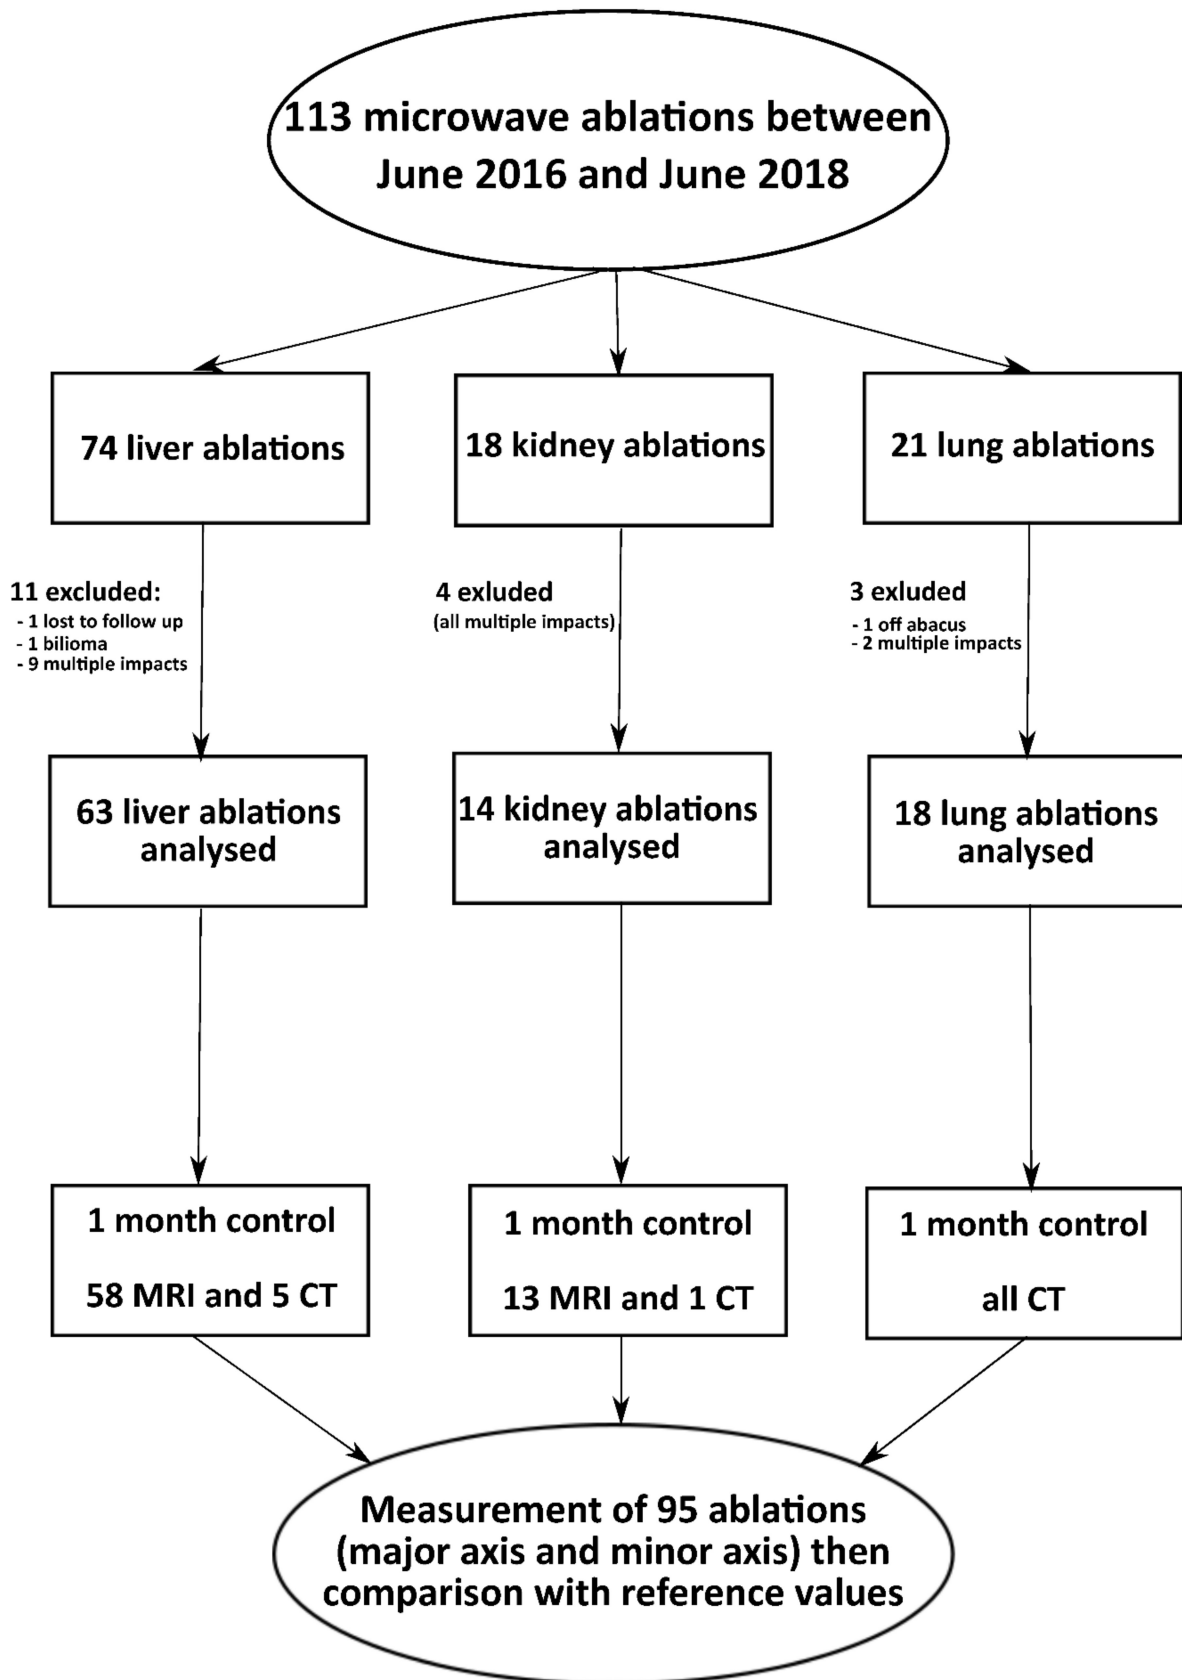 113 microwave ablations between
June 2016 and June 2018
74 liver ablations
18 kidney ablations
21 lung ablations
11 excluded:
- 1 lost to follow up
- 1 bilioma
- 9 multiple impacts
4 exluded
(all multiple impacts)
3 exluded
- 1 off abacus
- 2 multiple impacts
63 liver ablations
analysed
14 kidney ablations
analysed
18 lung ablations
analysed
1 month control
58 MRI and 5 CT
1 month control
13 MRI and 1 CT
1 month control
all CT
Measurement of 95 ablations
(major axis and minor axis) then
comparison with reference values